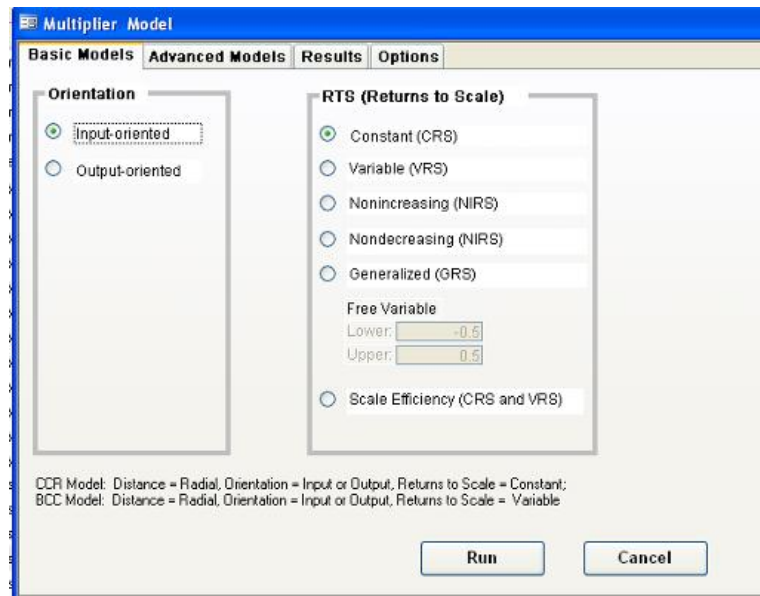 Multiplier Model
Basic Models Advanced Models Results Options
Orientation
Input-oriented
Output-oriented
RTS (Returns to Scale)
Constant (CRS)
Variable (VRS)
Nonincreasing (NIRS)
Nondecreasing (NIRS)
Generalized (GRS)
Free Variable
Lower: -0.5
Upper: 0.5
Scale Efficiency (CRS and VRS)
CCR Model: Distance = Radial, Orientation = Input or Output, Returns to Scale = Constant;
BCC Model: Distance = Radial, Orientation = Input or Output, Returns to Scale = Variable
Run Cancel